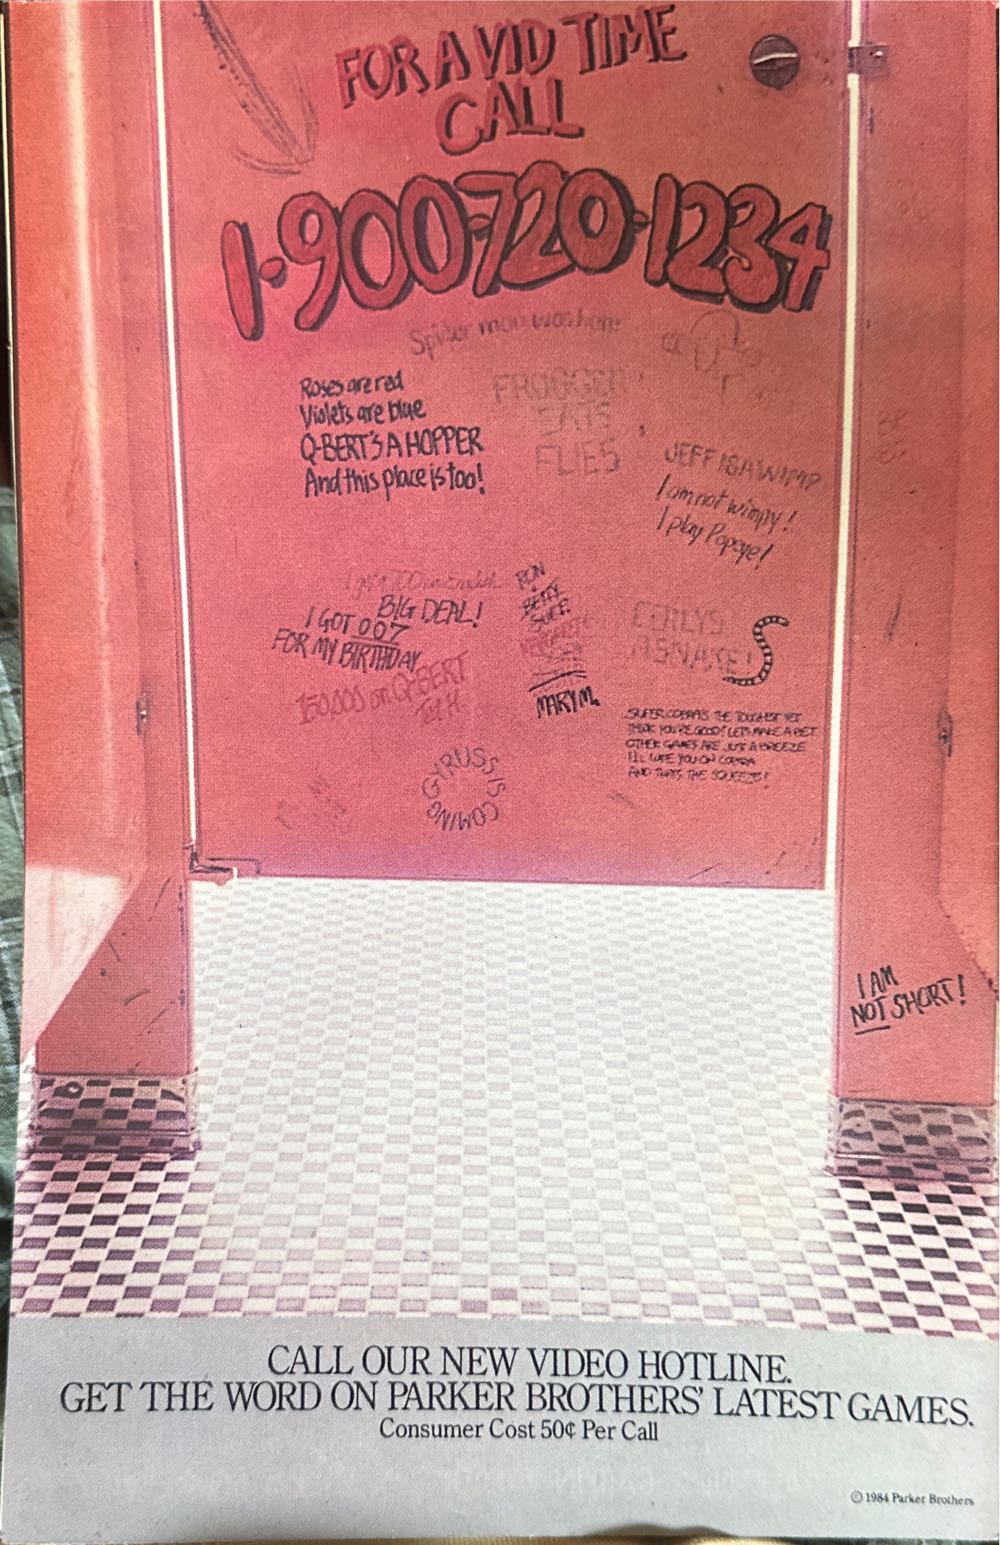 FOR A VID TIME
CALL
1-900-720-1234
Spider man was here
Roses are red
Violets are blue
Q-BERT'S A HOPPER
And this place is too!
FROGGER
EATS
FLIES
JEFF IS A WIMP
I am not wimpy!
I play Popeye!
BIG DEAL!
I GOT 007
FOR MY BIRTHDAY
150,000 on Q-BERT
Ted H.
RON
BETTY
SUE
MARY M.
ASNAKE!
SUPER COBRA'S THE TOUGHEST YET
THINK YOU'RE GOOD? LET'S MAKE A BET
OTHER GAMES ARE JUST A BREEZE
I'LL WIPE YOU ON COBRA
AND THAT'S THE SQUEEZE!
GYRUSS IS COMING
I AM
NOT SHORT!
CALL OUR NEW VIDEO HOTLINE.
GET THE WORD ON PARKER BROTHERS' LATEST GAMES.
Consumer Cost 50¢ Per Call
© 1984 Parker Brothers